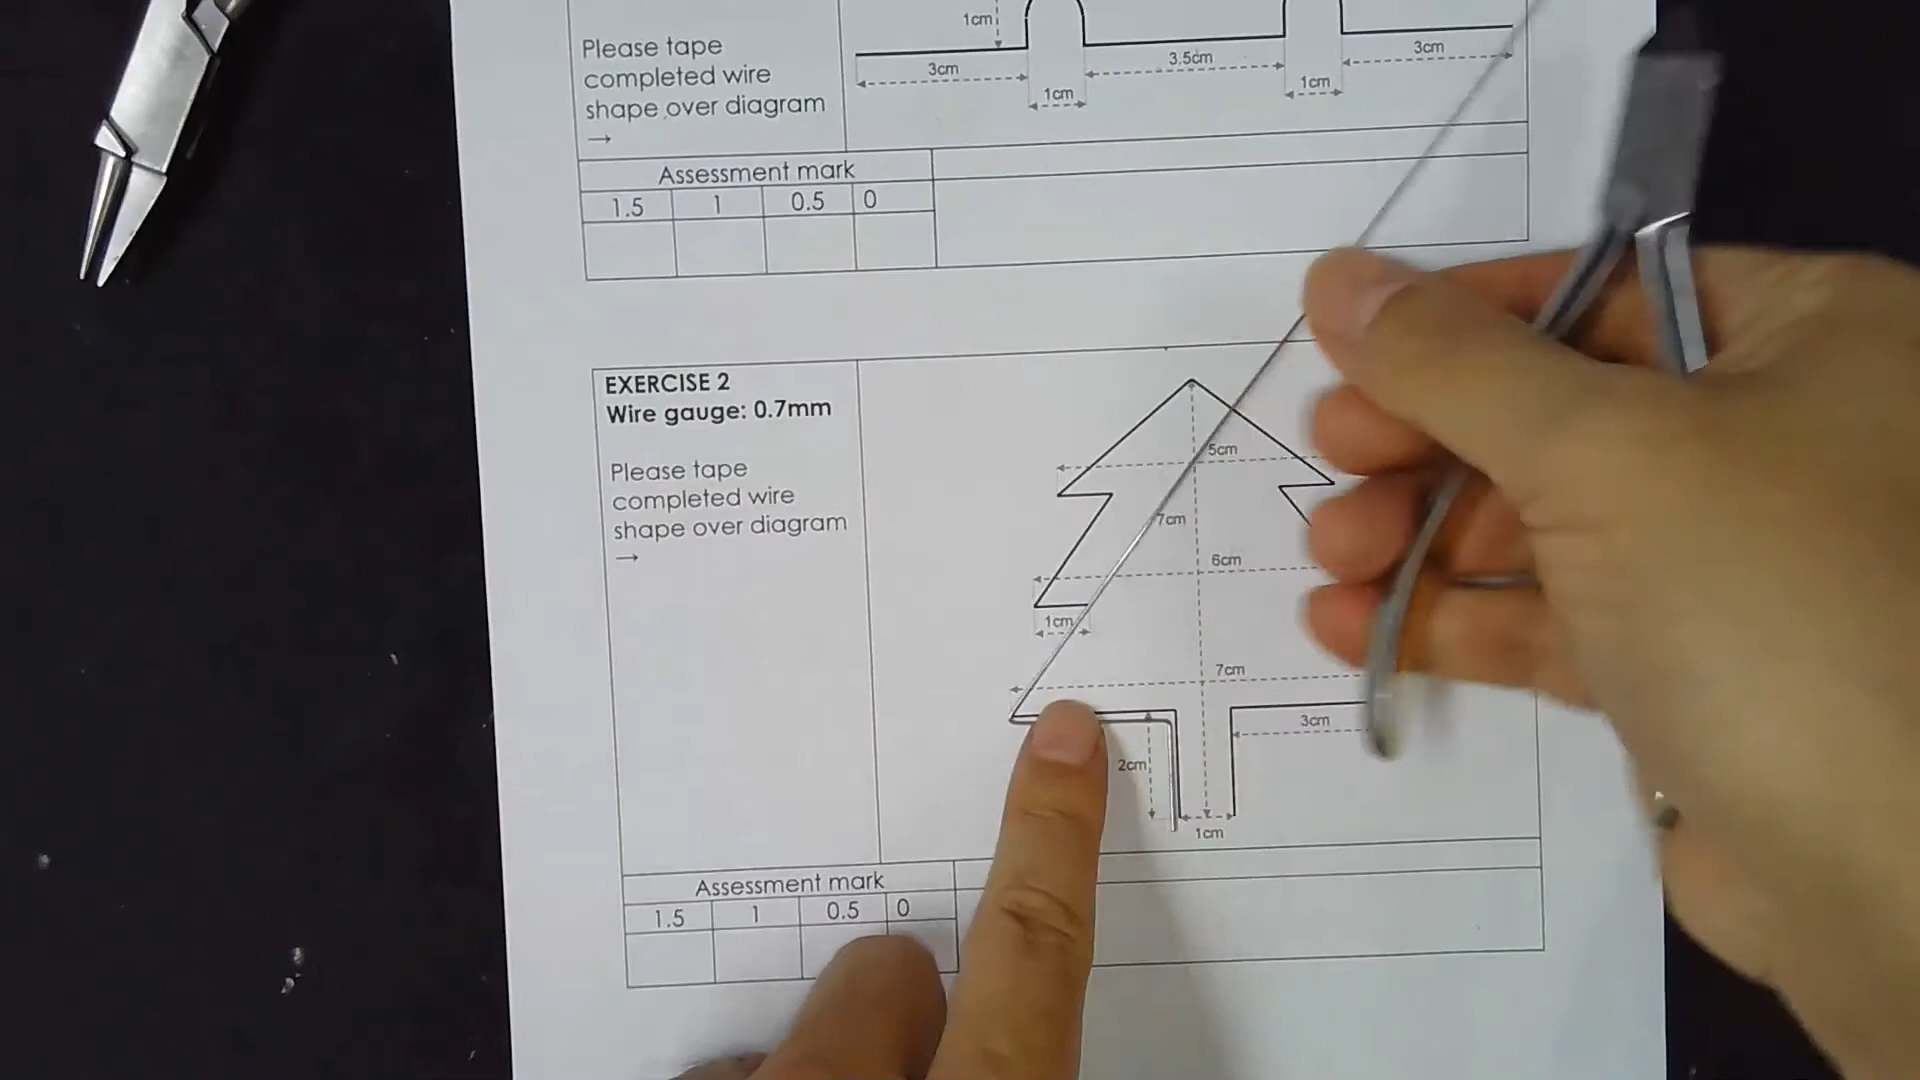 1cm
Please tape
completed wire
shape over diagram
→
3cm
1cm
3.5cm
1cm
3cm
Assessment mark
1.5 1 0.5 0
EXERCISE 2
Wire gauge: 0.7mm
Please tape
completed wire
shape over diagram
→
5cm
7cm
6cm
1cm
7cm
3cm
2cm
1cm
Assessment mark
1.5 1 0.5 0